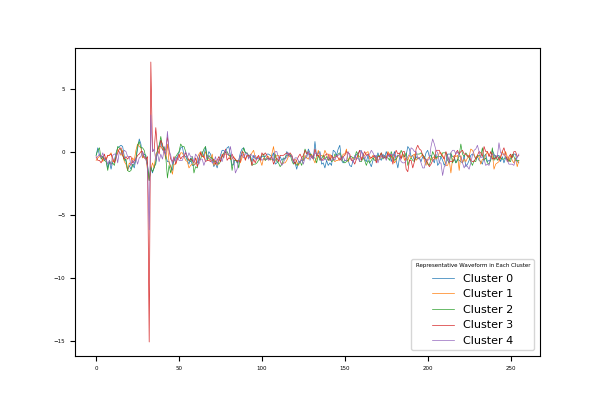 5
0
−5
−10
−15
0
50
100
150
200
250
Representative Waveform in Each Cluster
Cluster 0
Cluster 1
Cluster 2
Cluster 3
Cluster 4